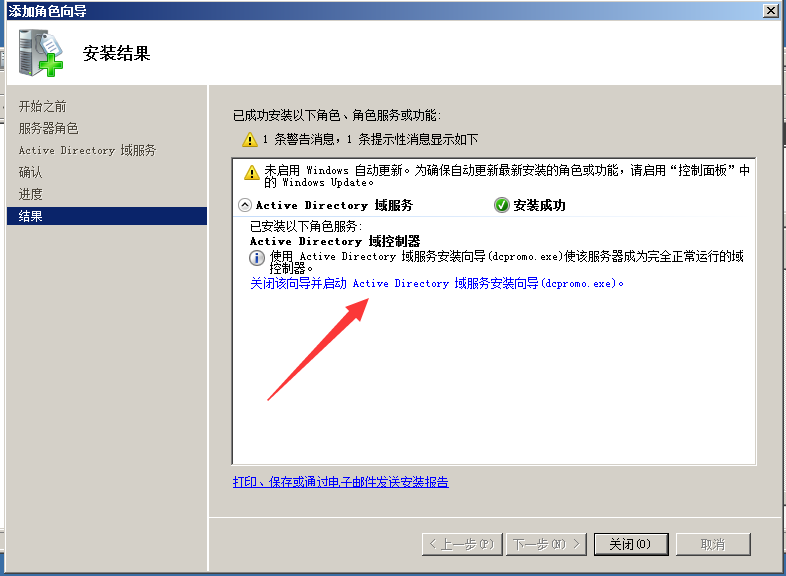 添加角色向导
安装结果
开始之前
服务器角色
Active Directory 域服务
确认
进度
结果
已成功安装以下角色、角色服务或功能:
1 条警告消息，1 条提示性消息显示如下
未启用 Windows 自动更新。为确保自动更新最新安装的角色或功能，请启用“控制面板”中
的 Windows Update。
Active Directory 域服务 安装成功
已安装以下角色服务:
Active Directory 域控制器
使用 Active Directory 域服务安装向导(dcpromo.exe)使该服务器成为完全正常运行的域
控制器。
关闭该向导并启动 Active Directory 域服务安装向导(dcpromo.exe)。
打印、保存或通过电子邮件发送安装报告
< 上一步(P) 下一步(N) > 关闭(O) 取消